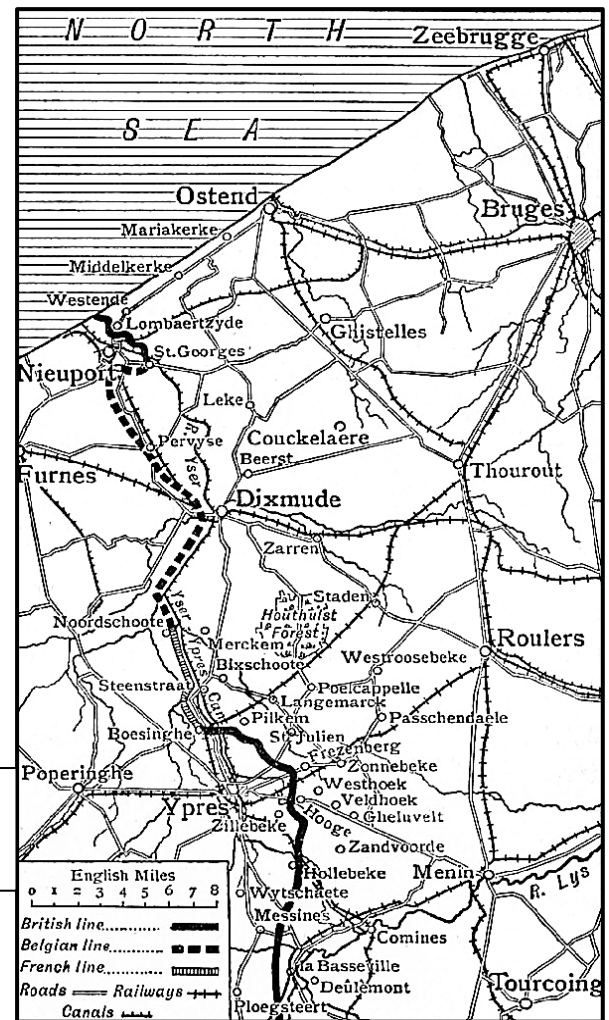 NORTH
SEA
Zeebrugge
Ostend
Bruges
Mariakerke
Middelkerke
Westende
Lombaertzyde
Ghistelles
St. Goorges
Nieuport
Leke
R. Yser
Couckelaere
Pervyse
Beerst
Thourout
Furnes
Dixmude
Zarren
Staden
Houthulst
Forest
Noordschoote
Yser Ypres Canal
Merckem
Roulers
Bixschoote
Westroosebeke
Steenstraat
Poelcappelle
Langemarck
Pilkem
Passchendaele
Boesinghe
St. Julien
Frezenberg
Zonnebeke
Poperinghe
Westhoek
Ypres
Veldhoek
Hooge
Gheluvelt
Zillebeke
Zandvoorde
Hollebeke
Menin
R. Lys
Wytschaete
Messines
Comines
la Basseville
Deulemont
Tourcoing
Ploegsteert
English Miles
0 1 2 3 4 5 6 7 8
British line
Belgian line
French line
Roads Railways
Canals